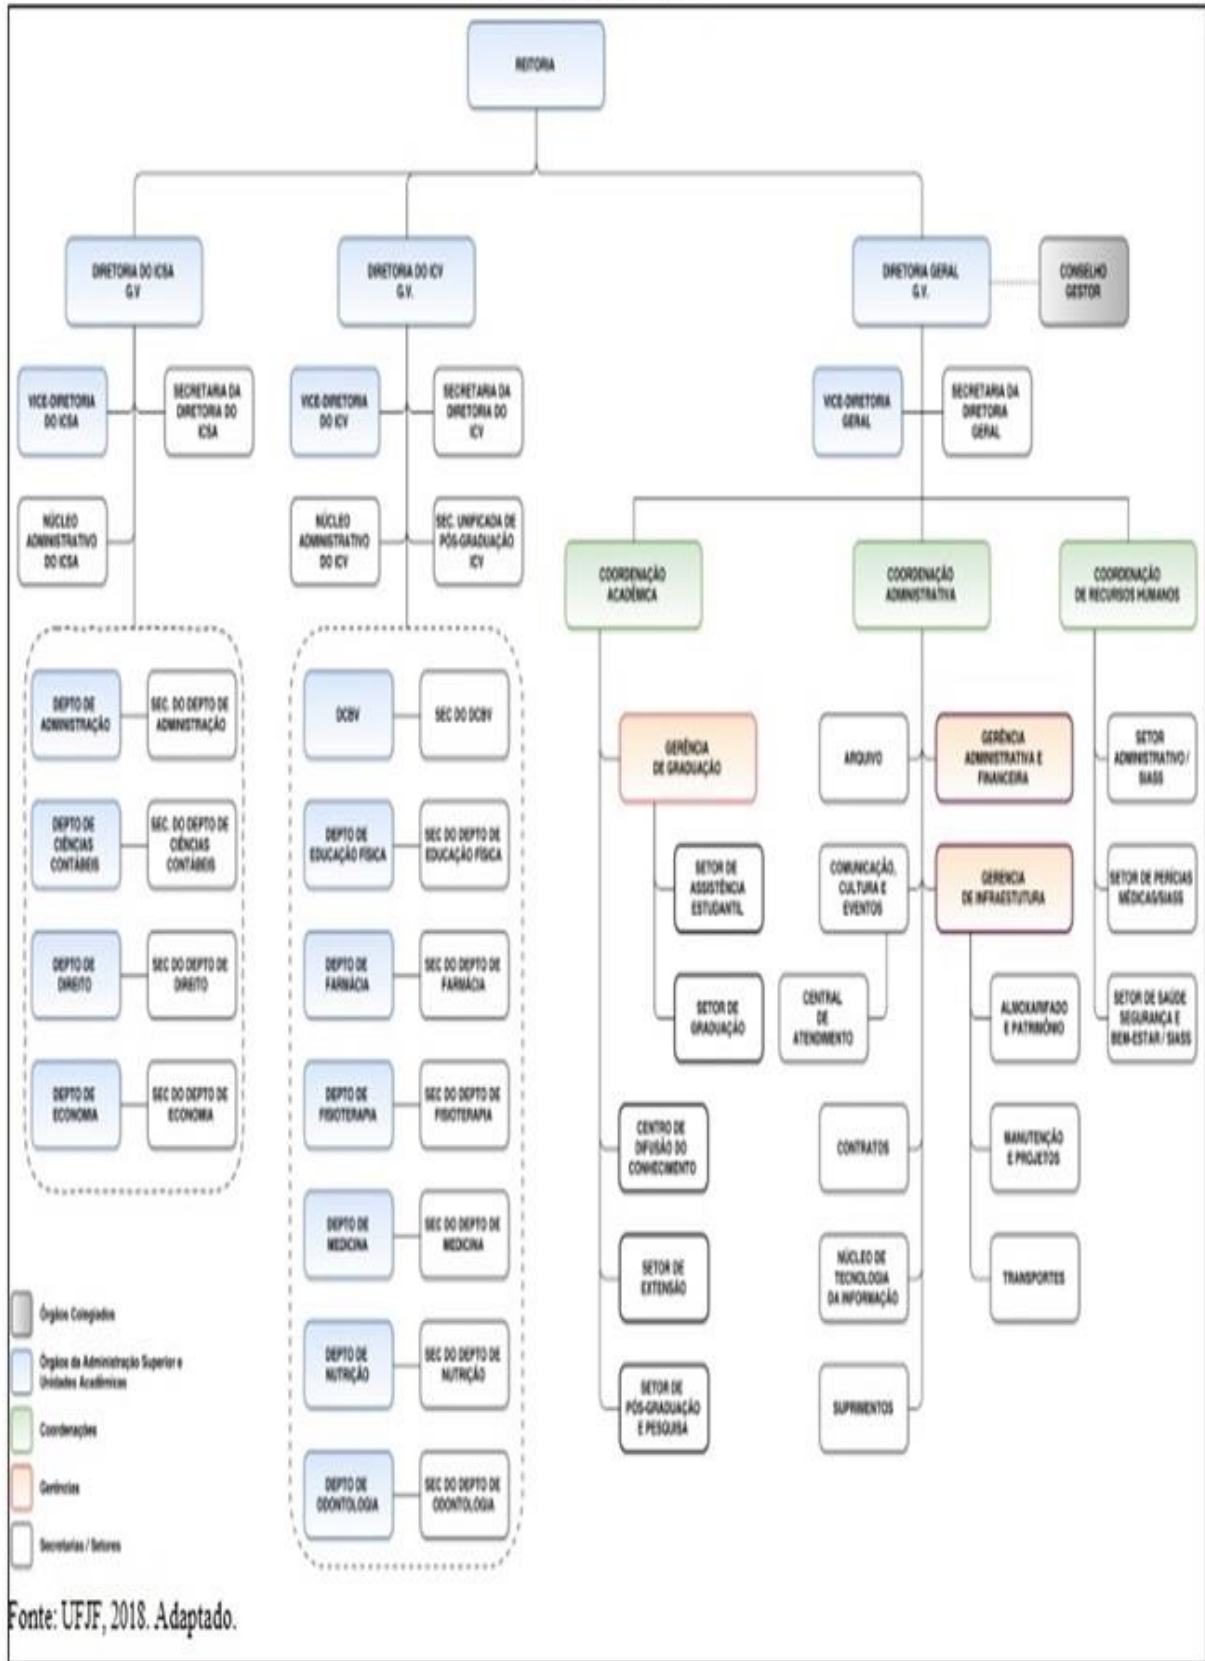 REITORIA
DIRETORIA DO ICSA
G.V
DIRETORIA DO ICV
G.V.
DIRETORIA GERAL
G.V.
CONSELHO
GESTOR
VICE-DIRETORIA
DO ICSA
SECRETARIA DA
DIRETORIA DO
ICSA
VICE-DIRETORIA
DO ICV
SECRETARIA DA
DIRETORIA DO
ICV
VICE-DIRETORIA
GERAL
SECRETARIA DA
DIRETORIA
GERAL
NÚCLEO
ADMINISTRATIVO
DO ICSA
NÚCLEO
ADMINISTRATIVO
DO ICV
SEC. UNIFICADA DE
PÓS-GRADUAÇÃO
ICV
COORDENAÇÃO
ACADÊMICA
COORDENAÇÃO
ADMINISTRATIVA
COORDENAÇÃO
DE RECURSOS HUMANOS
DEPTO DE
ADMINISTRAÇÃO
SEC. DO DEPTO DE
ADMINISTRAÇÃO
DEPTO DE
CIÊNCIAS
CONTÁBEIS
SEC. DO DEPTO DE
CIÊNCIAS
CONTÁBEIS
DEPTO DE
DIREITO
SEC DO DEPTO DE
DIREITO
DEPTO DE
ECONOMIA
SEC DO DEPTO DE
ECONOMIA
DCBV
SEC DO DCBV
DEPTO DE
EDUCAÇÃO FÍSICA
SEC DO DEPTO DE
EDUCAÇÃO FÍSICA
DEPTO DE
FARMÁCIA
SEC DO DEPTO DE
FARMÁCIA
DEPTO DE
FISIOTERAPIA
SEC DO DEPTO DE
FISIOTERAPIA
DEPTO DE
MEDICINA
SEC DO DEPTO DE
MEDICINA
DEPTO DE
NUTRIÇÃO
SEC DO DEPTO DE
NUTRIÇÃO
DEPTO DE
ODONTOLOGIA
SEC DO DEPTO DE
ODONTOLOGIA
GERÊNCIA
DE GRADUAÇÃO
SETOR DE
ASSISTÊNCIA
ESTUDANTIL
SETOR DE
GRADUAÇÃO
CENTRO DE
DIFUSÃO DO
CONHECIMENTO
SETOR DE
EXTENSÃO
SETOR DE
PÓS-GRADUAÇÃO
E PESQUISA
ARQUIVO
GERÊNCIA
ADMINISTRATIVA E
FINANCEIRA
COMUNICAÇÃO,
CULTURA E
EVENTOS
GERENCIA
DE INFRAESTUTURA
CENTRAL
DE
ATENDIMENTO
ALMOXARIFADO
E PATRIMÔNIO
CONTRATOS
MANUTENÇÃO
E PROJETOS
NÚCLEO DE
TECNOLOGIA
DA INFORMAÇÃO
TRANSPORTES
SUPRIMENTOS
SETOR
ADMINISTRATIVO /
SIASS
SETOR DE PERÍCIAS
MÉDICAS/SIASS
SETOR DE SAÚDE
SEGURANÇA E
BEM-ESTAR / SIASS
Órgãos Colegiados
Órgãos da Administração Superior e
Unidades Acadêmicas
Coordenações
Gerências
Secretarias / Setores
Fonte: UFJF, 2018. Adaptado.